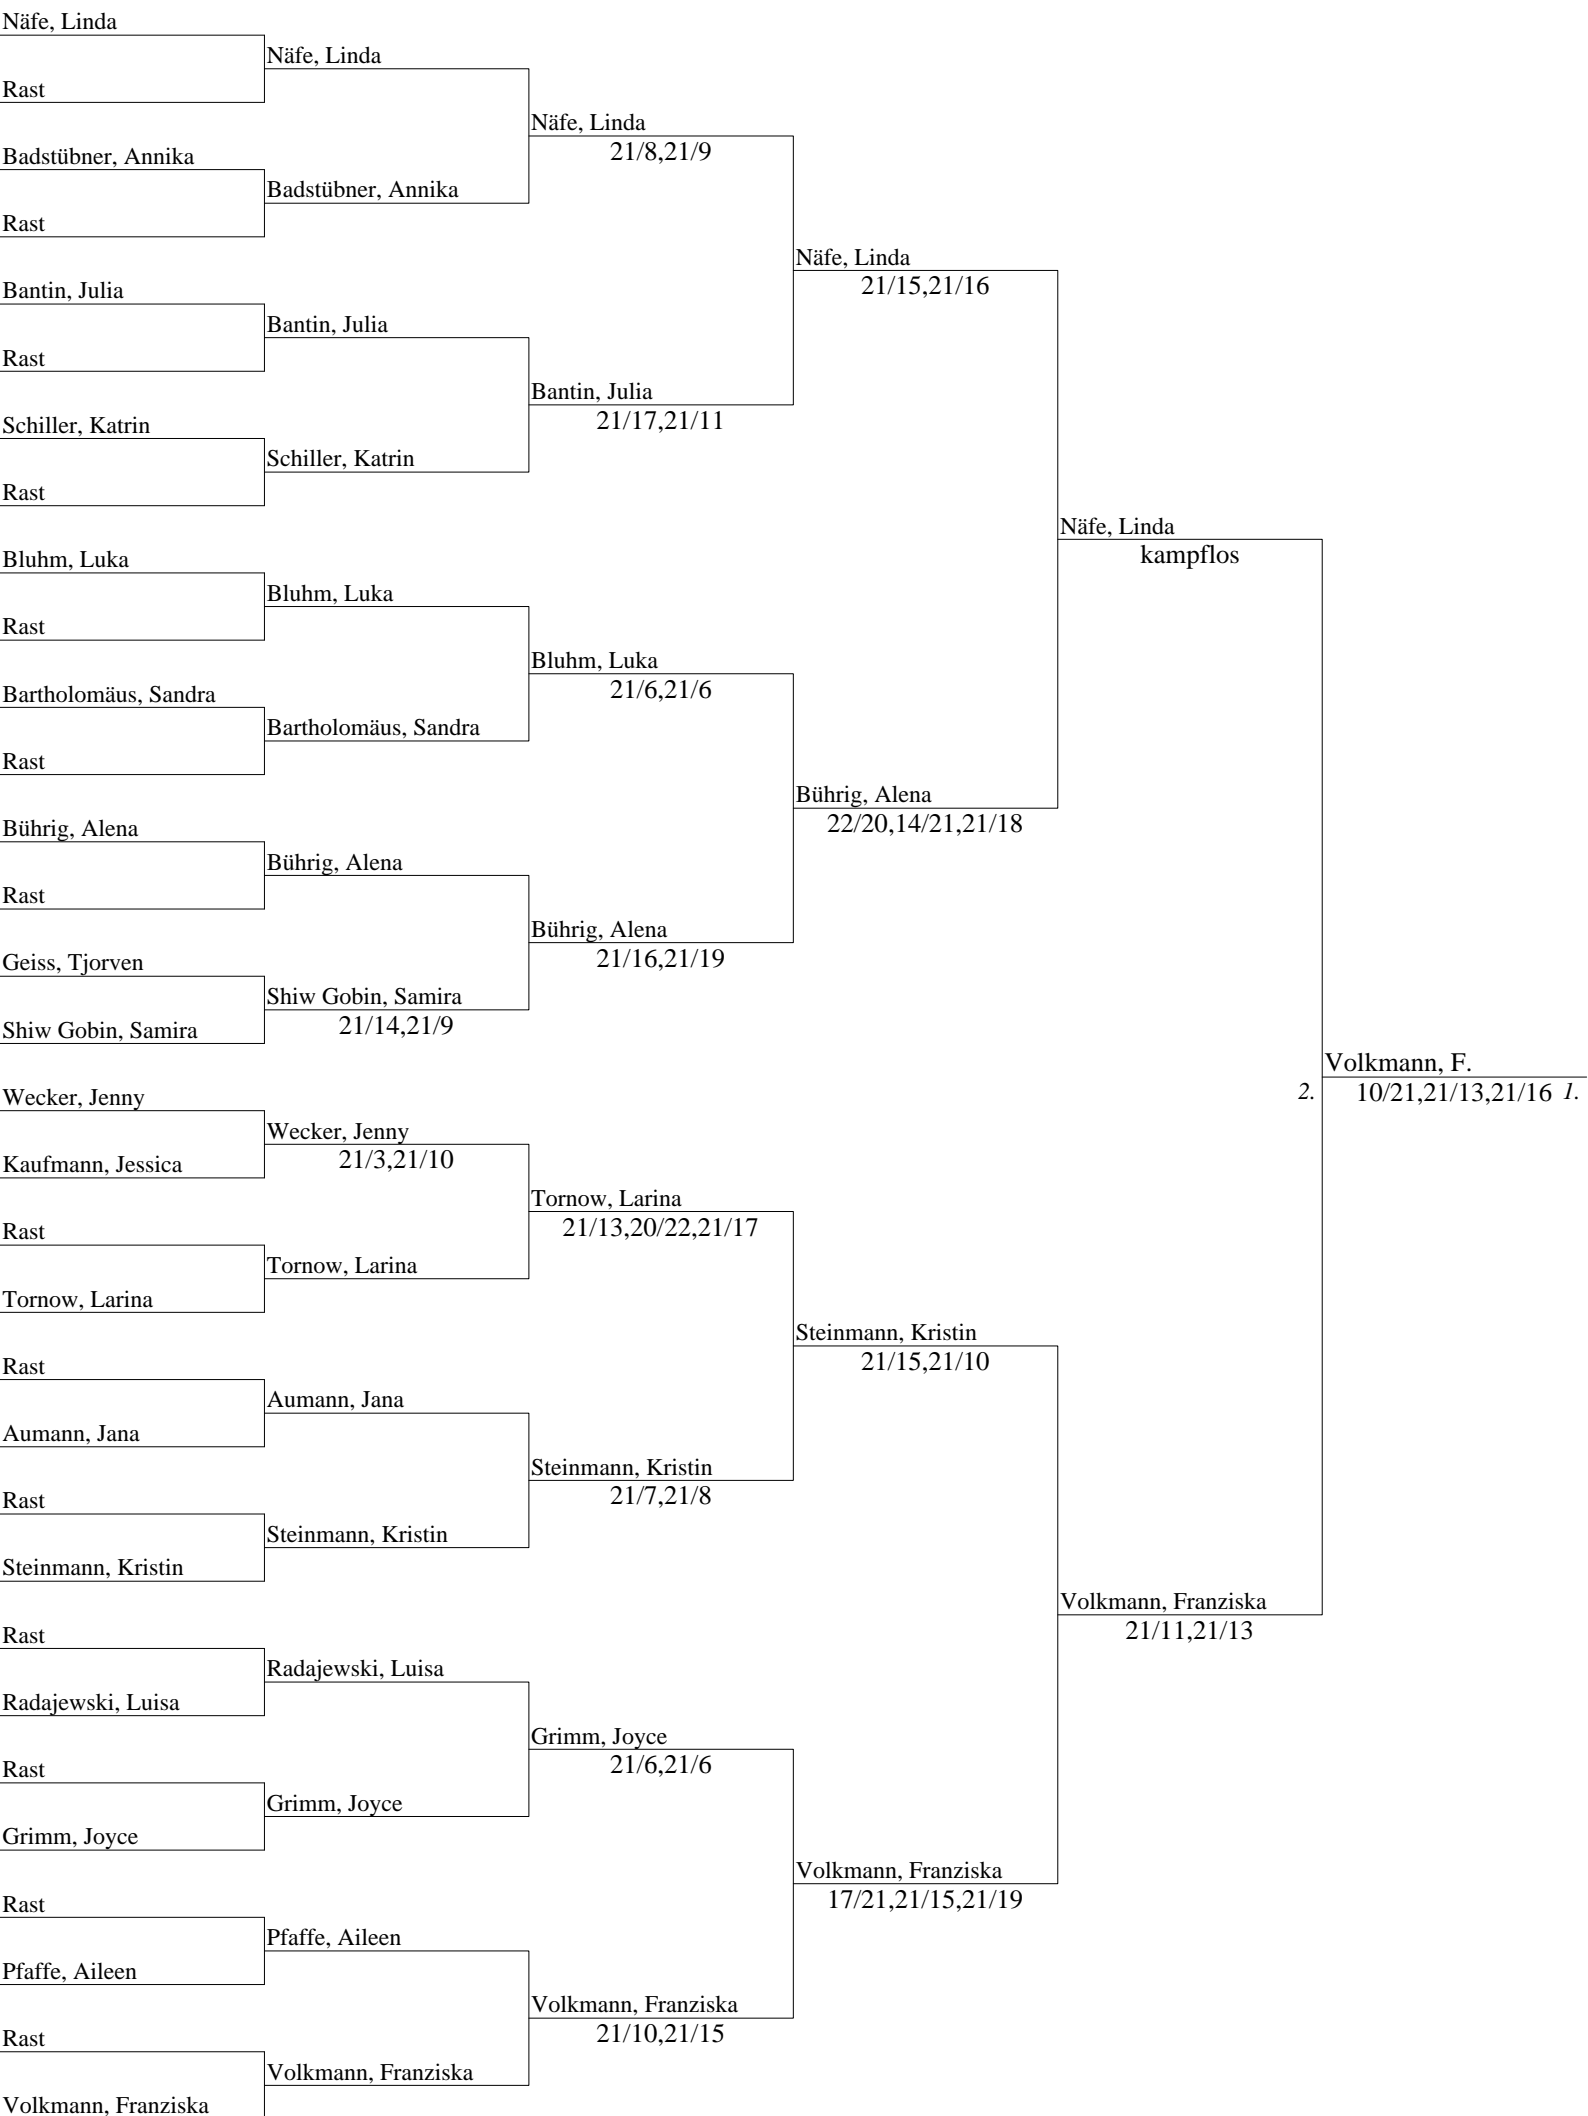 Näfe, Linda
Rast
Badstübner, Annika
Rast
Bantin, Julia
Rast
Schiller, Katrin
Rast
Bluhm, Luka
Rast
Bartholomäus, Sandra
Rast
Bührig, Alena
Rast
Geiss, Tjorven
Shiw Gobin, Samira
Wecker, Jenny
Kaufmann, Jessica
Rast
Tornow, Larina
Rast
Aumann, Jana
Rast
Steinmann, Kristin
Rast
Radajewski, Luisa
Rast
Grimm, Joyce
Rast
Pfaffe, Aileen
Rast
Volkmann, Franziska
Näfe, Linda
Badstübner, Annika
Bantin, Julia
Schiller, Katrin
Bluhm, Luka
Bartholomäus, Sandra
Bührig, Alena
Shiw Gobin, Samira
21/14,21/9
Wecker, Jenny
21/3,21/10
Tornow, Larina
Aumann, Jana
Steinmann, Kristin
Radajewski, Luisa
Grimm, Joyce
Pfaffe, Aileen
Volkmann, Franziska
Näfe, Linda
21/8,21/9
Bantin, Julia
21/17,21/11
Bluhm, Luka
21/6,21/6
Bührig, Alena
21/16,21/19
Tornow, Larina
21/13,20/22,21/17
Steinmann, Kristin
21/7,21/8
Grimm, Joyce
21/6,21/6
Volkmann, Franziska
21/10,21/15
Näfe, Linda
21/15,21/16
Bührig, Alena
22/20,14/21,21/18
Steinmann, Kristin
21/15,21/10
Volkmann, Franziska
17/21,21/15,21/19
Näfe, Linda
kampflos
Volkmann, Franziska
21/11,21/13
Volkmann, F.
2. 10/21,21/13,21/16 1.